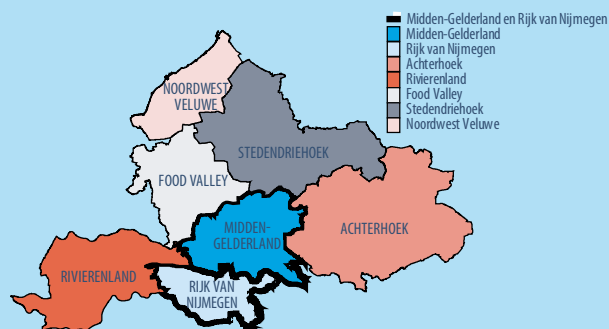 Midden-Gelderland en Rijk van Nijmegen
Midden-Gelderland
Rijk van Nijmegen
Achterhoek
Rivierenland
Food Valley
Stedendriehoek
Noordwest Veluwe
NOORDWEST
VELUWE
STEDENDRIEHOEK
FOOD VALLEY
MIDDEN-
GELDERLAND
ACHTERHOEK
RIVIERENLAND
RIJK VAN
NIJMEGEN